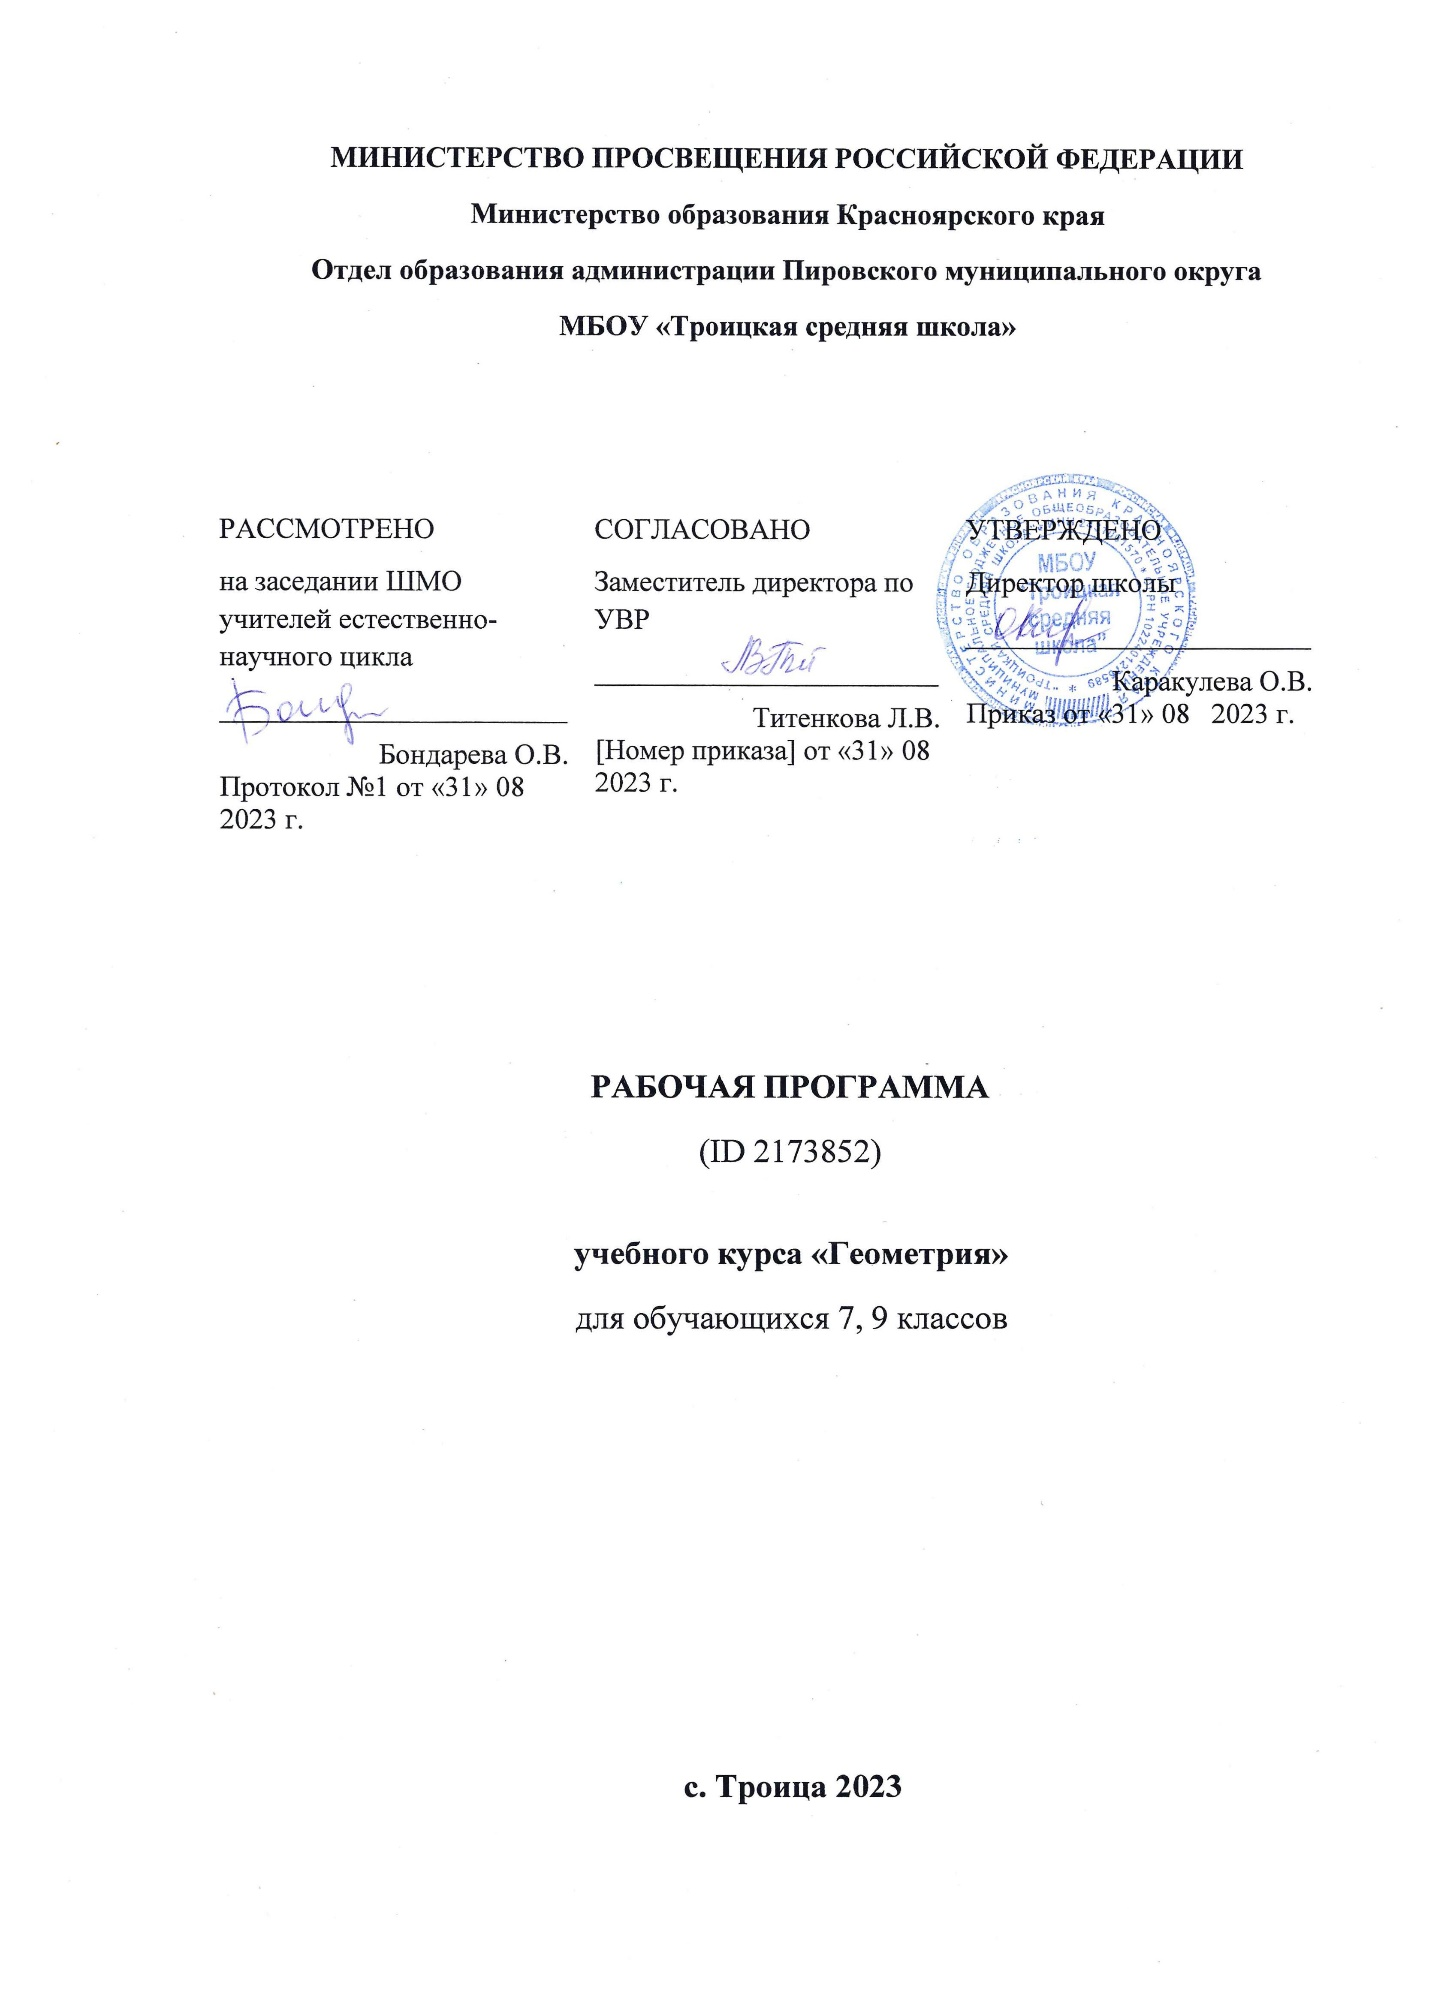 МИНИСТЕРСТВО ПРОСВЕЩЕНИЯ РОССИЙСКОЙ ФЕДЕРАЦИИ
Министерство образования Красноярского края
Отдел образования администрации Пировского муниципального округа
МБОУ «Троицкая средняя школа»
РАССМОТРЕНО
на заседании ШМО
учителей естественно-
научного цикла
Бондарева О.В.
Протокол №1 от «31» 08
2023 г.
СОГЛАСОВАНО
Заместитель директора по
УВР
Титенкова Л.В.
[Номер приказа] от «31» 08
2023 г.
УТВЕРЖДЕНО
Директор школы
Каракулева О.В.
Приказ от «31» 08 2023 г.
МБОУ
"Троицкая
средняя
школа"
РАБОЧАЯ ПРОГРАММА
(ID 2173852)
учебного курса «Геометрия»
для обучающихся 7, 9 классов
с. Троица 2023